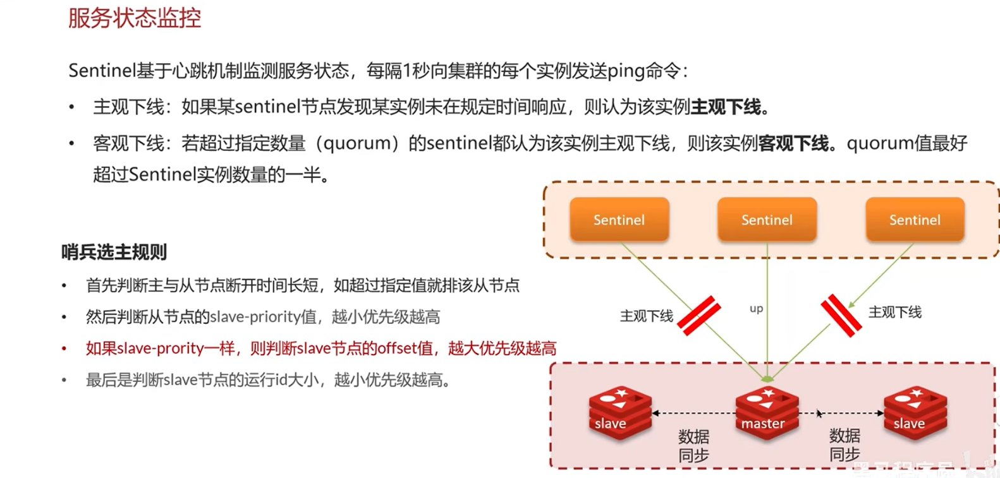 服务状态监控
Sentinel基于心跳机制监测服务状态，每隔1秒向集群的每个实例发送ping命令：
• 主观下线：如果某sentinel节点发现某实例未在规定时间响应，则认为该实例主观下线。
• 客观下线：若超过指定数量（quorum）的sentinel都认为该实例主观下线，则该实例客观下线。quorum值最好
超过Sentinel实例数量的一半。
Sentinel
Sentinel
Sentinel
哨兵选主规则
• 首先判断主与从节点断开时间长短，如超过指定值就排该从节点
• 然后判断从节点的slave-priority值，越小优先级越高
• 如果slave-prority一样，则判断slave节点的offset值，越大优先级越高
• 最后是判断slave节点的运行id大小，越小优先级越高。
主观下线
up
主观下线
slave
master
slave
数据
同步
数据
同步
黑马程序员